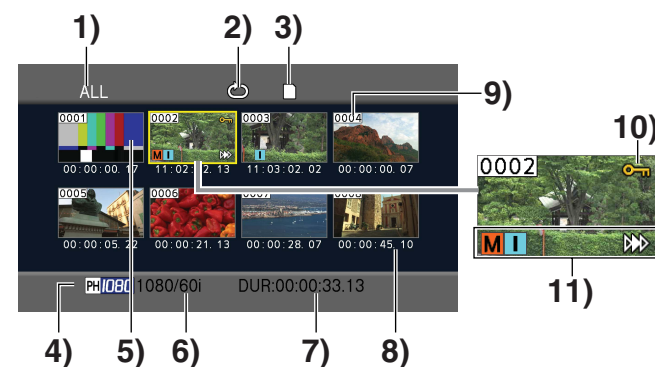 1) 2) 3)
ALL
9)
10)
0001 0002 0003 0004
M I I
00:00:00.17 11:02:12.13 11:03:02.02 00:00:00.07
0002
M I
11)
0005 0006 0007 0008
00:00:05.22 00:00:21.13 00:00:28.07 00:00:45.10
PH 1080 1080/60i DUR:00:00:33.13
4) 5) 6) 7) 8)